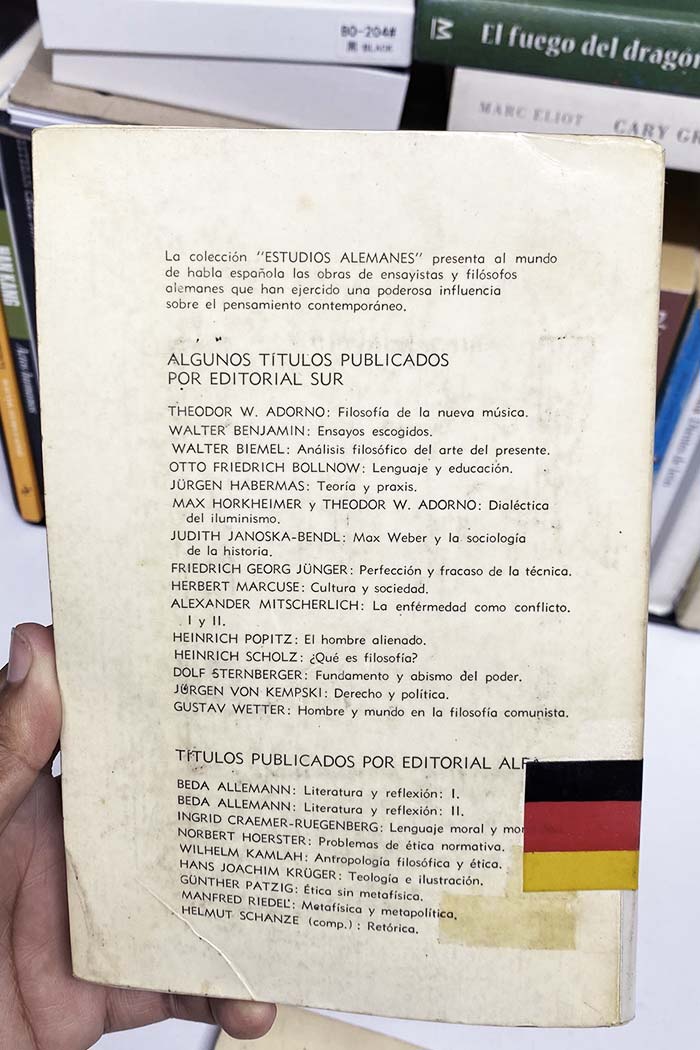 BO-204#
黑 BLACK
El fuego del dragón
MARC ELIOT CARY GR
La colección "ESTUDIOS ALEMANES" presenta al mundo
de habla española las obras de ensayistas y filósofos
alemanes que han ejercido una poderosa influencia
sobre el pensamiento contemporáneo.
ALGUNOS TÍTULOS PUBLICADOS
POR EDITORIAL SUR
THEODOR W. ADORNO: Filosofía de la nueva música.
WALTER BENJAMIN: Ensayos escogidos.
WALTER BIEMEL: Análisis filosófico del arte del presente.
OTTO FRIEDRICH BOLLNOW: Lenguaje y educación.
JÜRGEN HABERMAS: Teoría y praxis.
MAX HORKHEIMER y THEODOR W. ADORNO: Dialéctica
del iluminismo.
JUDITH JANOSKA-BENDL: Max Weber y la sociología
de la historia.
FRIEDRICH GEORG JÜNGER: Perfección y fracaso de la técnica.
HERBERT MARCUSE: Cultura y sociedad.
ALEXANDER MITSCHERLICH: La enférmedad como conflicto.
I y II.
HEINRICH POPITZ: El hombre alienado.
HEINRICH SCHOLZ: ¿Qué es filosofía?
DOLF STERNBERGER: Fundamento y abismo del poder.
JÜRGEN VON KEMPSKI: Derecho y política.
GUSTAV WETTER: Hombre y mundo en la filosofía comunista.
TÍTULOS PUBLICADOS POR EDITORIAL ALFA
BEDA ALLEMANN: Literatura y reflexión: I.
BEDA ALLEMANN: Literatura y reflexión: II.
INGRID CRAEMER-RUEGENBERG: Lenguaje moral y mor
NORBERT HOERSTER: Problemas de ética normativa.
WILHELM KAMLAH: Antropología filosófica y ética.
HANS JOACHIM KRÜGER: Teología e ilustración.
GÜNTHER PATZIG: Ética sin metafísica.
MANFRED RIEDEL: Metafísica y metapolítica.
HELMUT SCHANZE (comp.): Retórica.